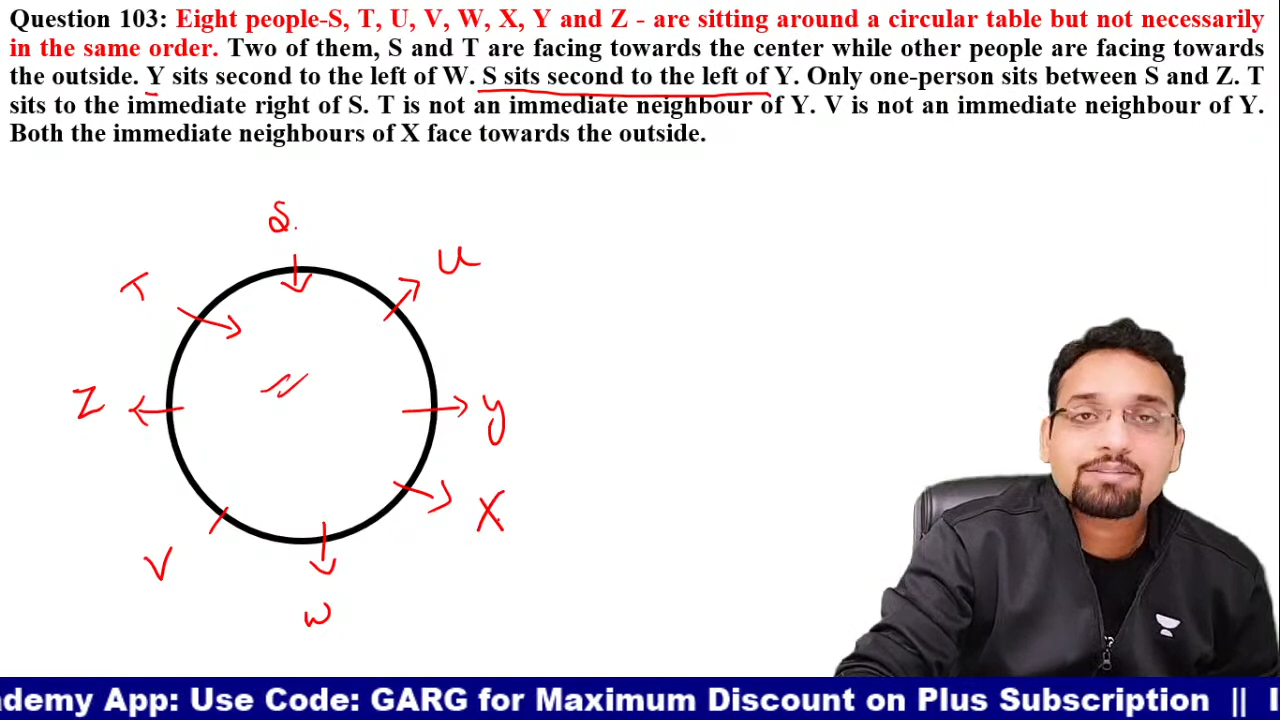 Question 103: Eight people-S, T, U, V, W, X, Y and Z - are sitting around a circular table but not necessarily
in the same order. Two of them, S and T are facing towards the center while other people are facing towards
the outside. Y sits second to the left of W. S sits second to the left of Y. Only one-person sits between S and Z. T
sits to the immediate right of S. T is not an immediate neighbour of Y. V is not an immediate neighbour of Y.
Both the immediate neighbours of X face towards the outside.
S.
U
T
Z
y
X
V
W
ademy App: Use Code: GARG for Maximum Discount on Plus Subscription ||